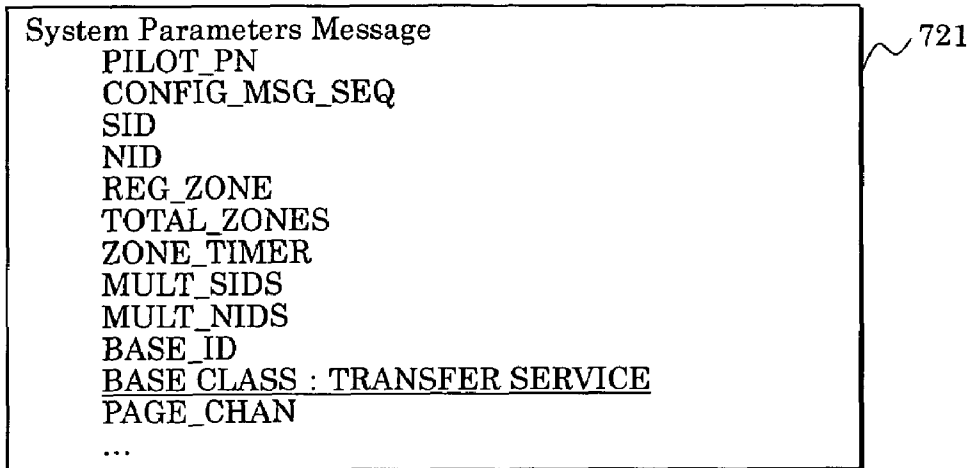 System Parameters Message
721
PILOT_PN
CONFIG_MSG_SEQ
SID
NID
REG_ZONE
TOTAL_ZONES
ZONE_TIMER
MULT_SIDS
MULT_NIDS
BASE_ID
BASE CLASS : TRANSFER SERVICE
PAGE_CHAN
...